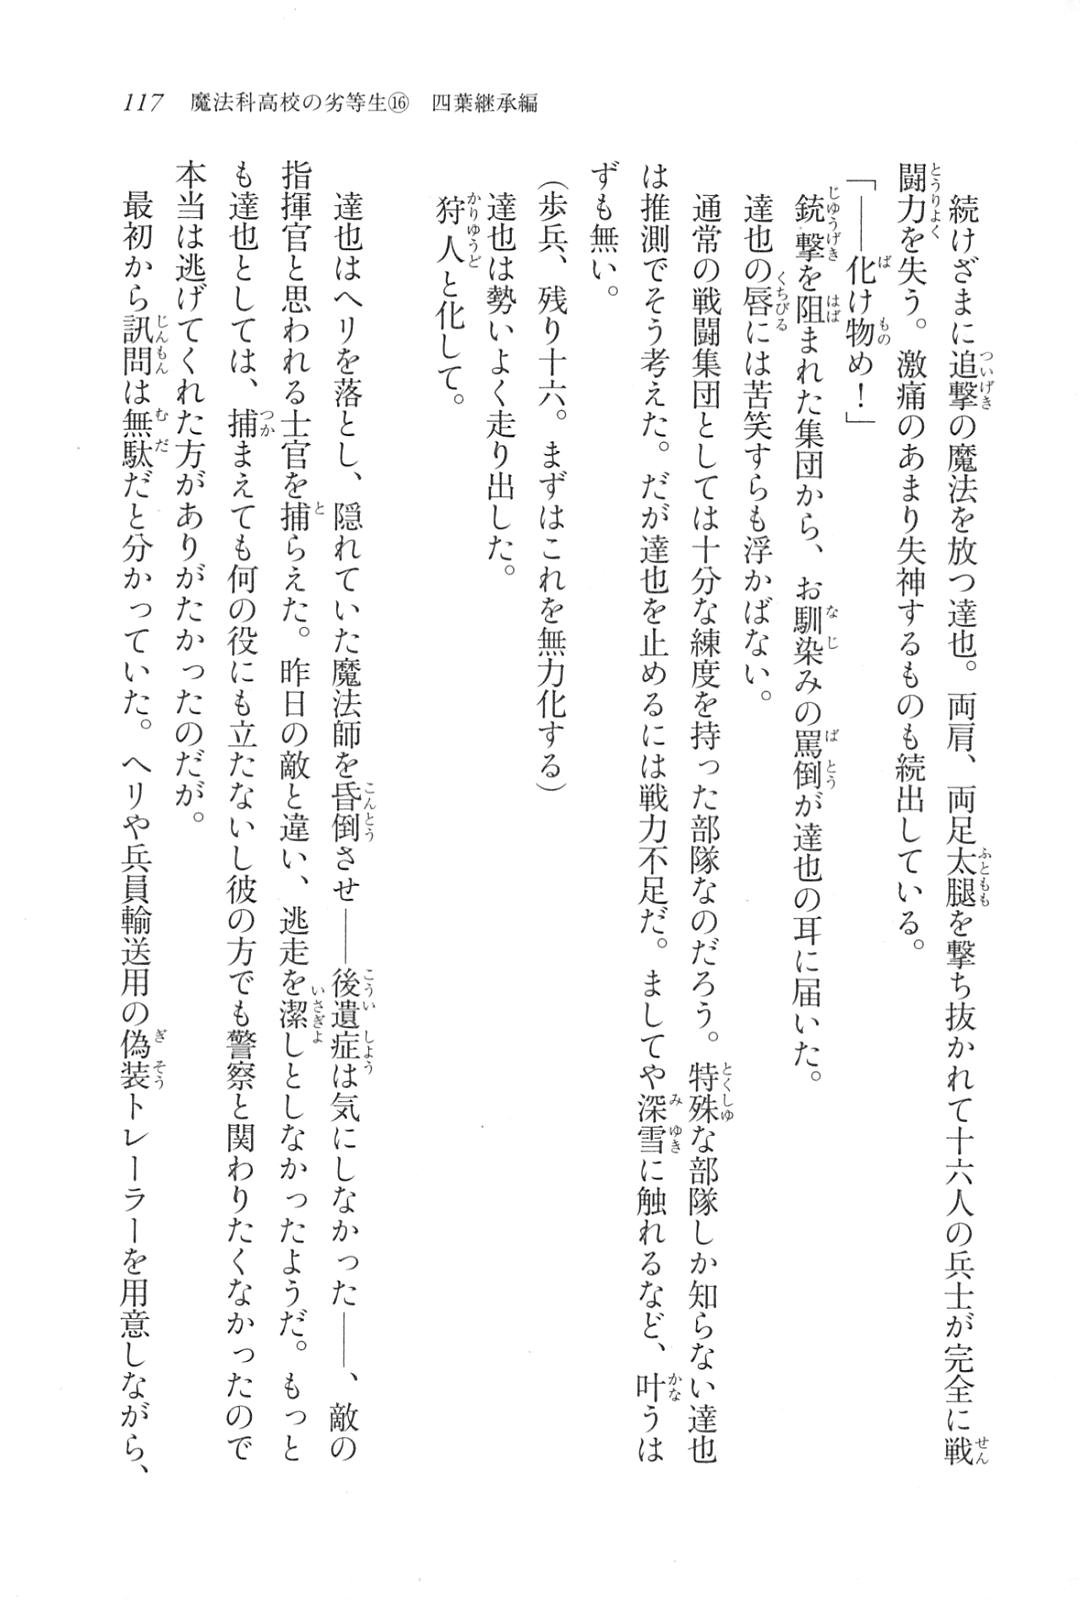 117 魔法科高校の劣等生⑯ 四葉継承編
続けざまに追撃の魔法を放つ達也。両肩、両足太腿を撃ち抜かれて十六人の兵士が完全に戦
闘力を失う。激痛のあまり失神するものも続出している。
「――化け物め！」
銃撃を阻まれた集団から、お馴染みの罵倒が達也の耳に届いた。
達也の唇には苦笑すらも浮かばない。
通常の戦闘集団としては十分な練度を持った部隊なのだろう。特殊な部隊しか知らない達也
は推測でそう考えた。だが達也を止めるには戦力不足だ。ましてや深雪に触れるなど、叶うは
ずも無い。
（歩兵、残り十六。まずはこれを無力化する）
達也は勢いよく走り出した。
狩人と化して。
達也はヘリを落とし、隠れていた魔法師を昏倒させ――後遺症は気にしなかった――、敵の
指揮官と思われる士官を捕らえた。昨日の敵と違い、逃走を潔しとしなかったようだ。もっと
も達也としては、捕まえても何の役にも立たないし彼の方でも警察と関わりたくなかったので
本当は逃げてくれた方がありがたかったのだが。
最初から訊問は無駄だと分かっていた。ヘリや兵員輸送用の偽装トレーラーを用意しながら、